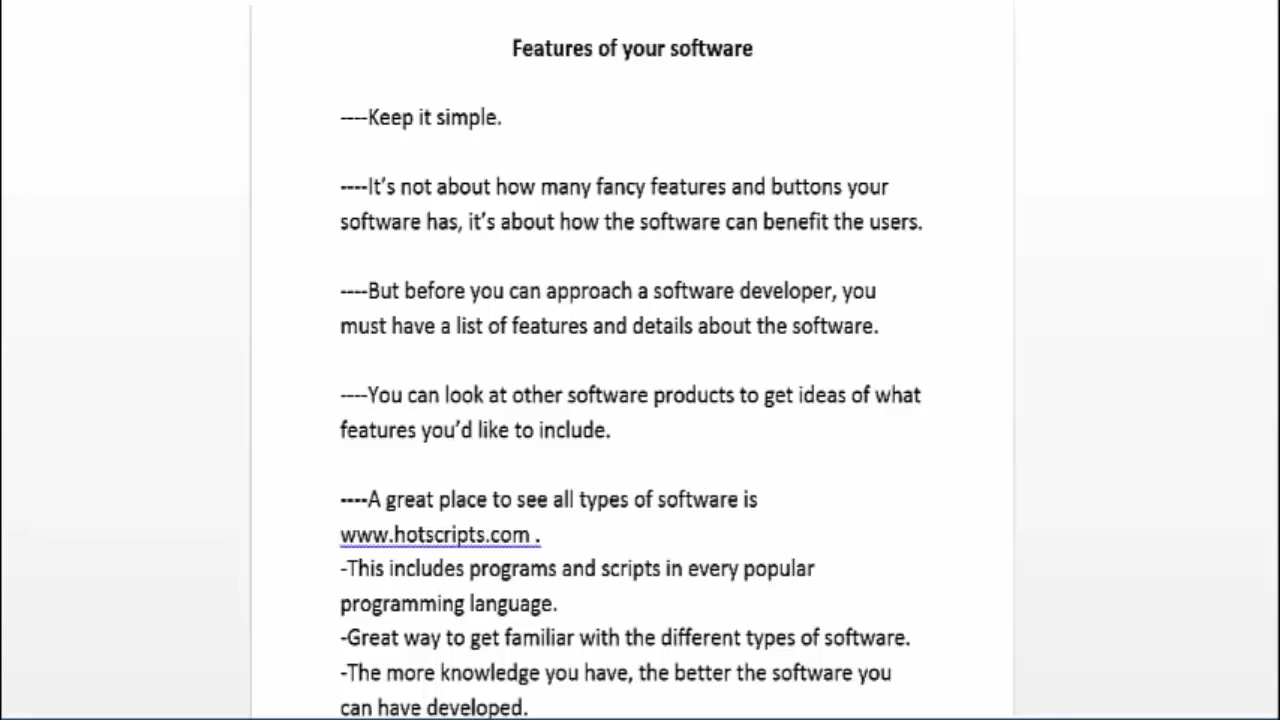 Features of your software
----Keep it simple.
----It’s not about how many fancy features and buttons your
software has, it’s about how the software can benefit the users.
----But before you can approach a software developer, you
must have a list of features and details about the software.
----You can look at other software products to get ideas of what
features you’d like to include.
----A great place to see all types of software is
www.hotscripts.com .
-This includes programs and scripts in every popular
programming language.
-Great way to get familiar with the different types of software.
-The more knowledge you have, the better the software you
can have developed.